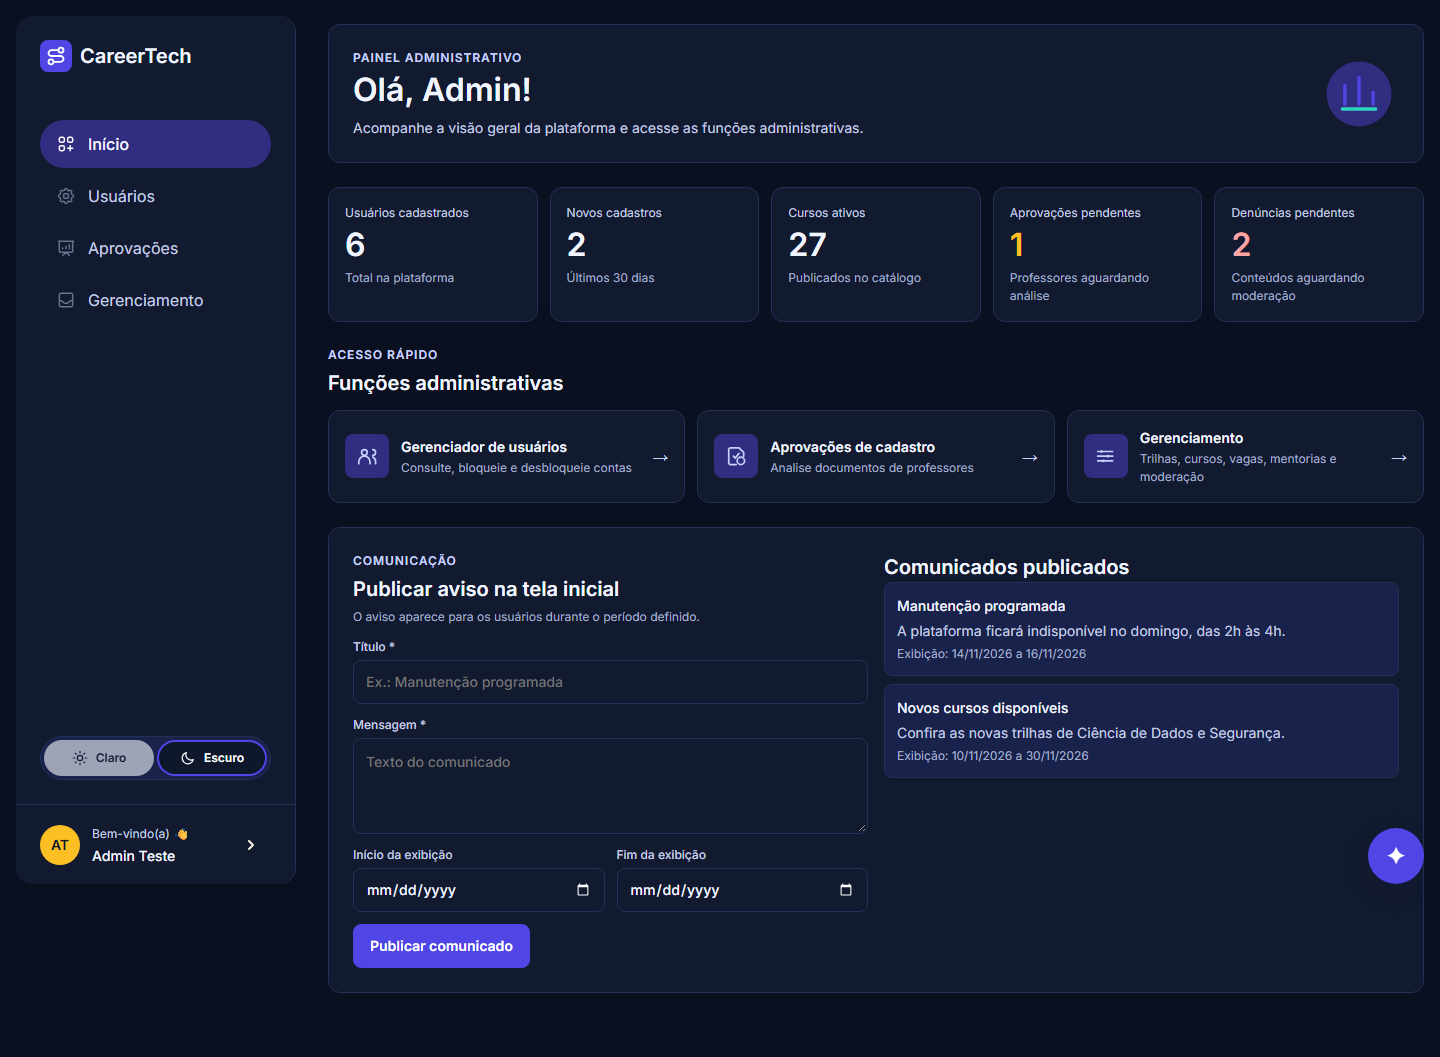 CareerTech
Início
Usuários
Aprovações
Gerenciamento
Claro
Escuro
AT
Bem-vindo(a) 👋
Admin Teste
PAINEL ADMINISTRATIVO
Olá, Admin!
Acompanhe a visão geral da plataforma e acesse as funções administrativas.
Usuários cadastrados
6
Total na plataforma
Novos cadastros
2
Últimos 30 dias
Cursos ativos
27
Publicados no catálogo
Aprovações pendentes
1
Professores aguardando
análise
Denúncias pendentes
2
Conteúdos aguardando
moderação
ACESSO RÁPIDO
Funções administrativas
Gerenciador de usuários
Consulte, bloqueie e desbloqueie contas
→
Aprovações de cadastro
Analise documentos de professores
→
Gerenciamento
Trilhas, cursos, vagas, mentorias e
moderação
→
COMUNICAÇÃO
Publicar aviso na tela inicial
O aviso aparece para os usuários durante o período definido.
Título *
Ex.: Manutenção programada
Mensagem *
Texto do comunicado
Início da exibição
Fim da exibição
mm/dd/yyyy
mm/dd/yyyy
Publicar comunicado
Comunicados publicados
Manutenção programada
A plataforma ficará indisponível no domingo, das 2h às 4h.
Exibição: 14/11/2026 a 16/11/2026
Novos cursos disponíveis
Confira as novas trilhas de Ciência de Dados e Segurança.
Exibição: 10/11/2026 a 30/11/2026